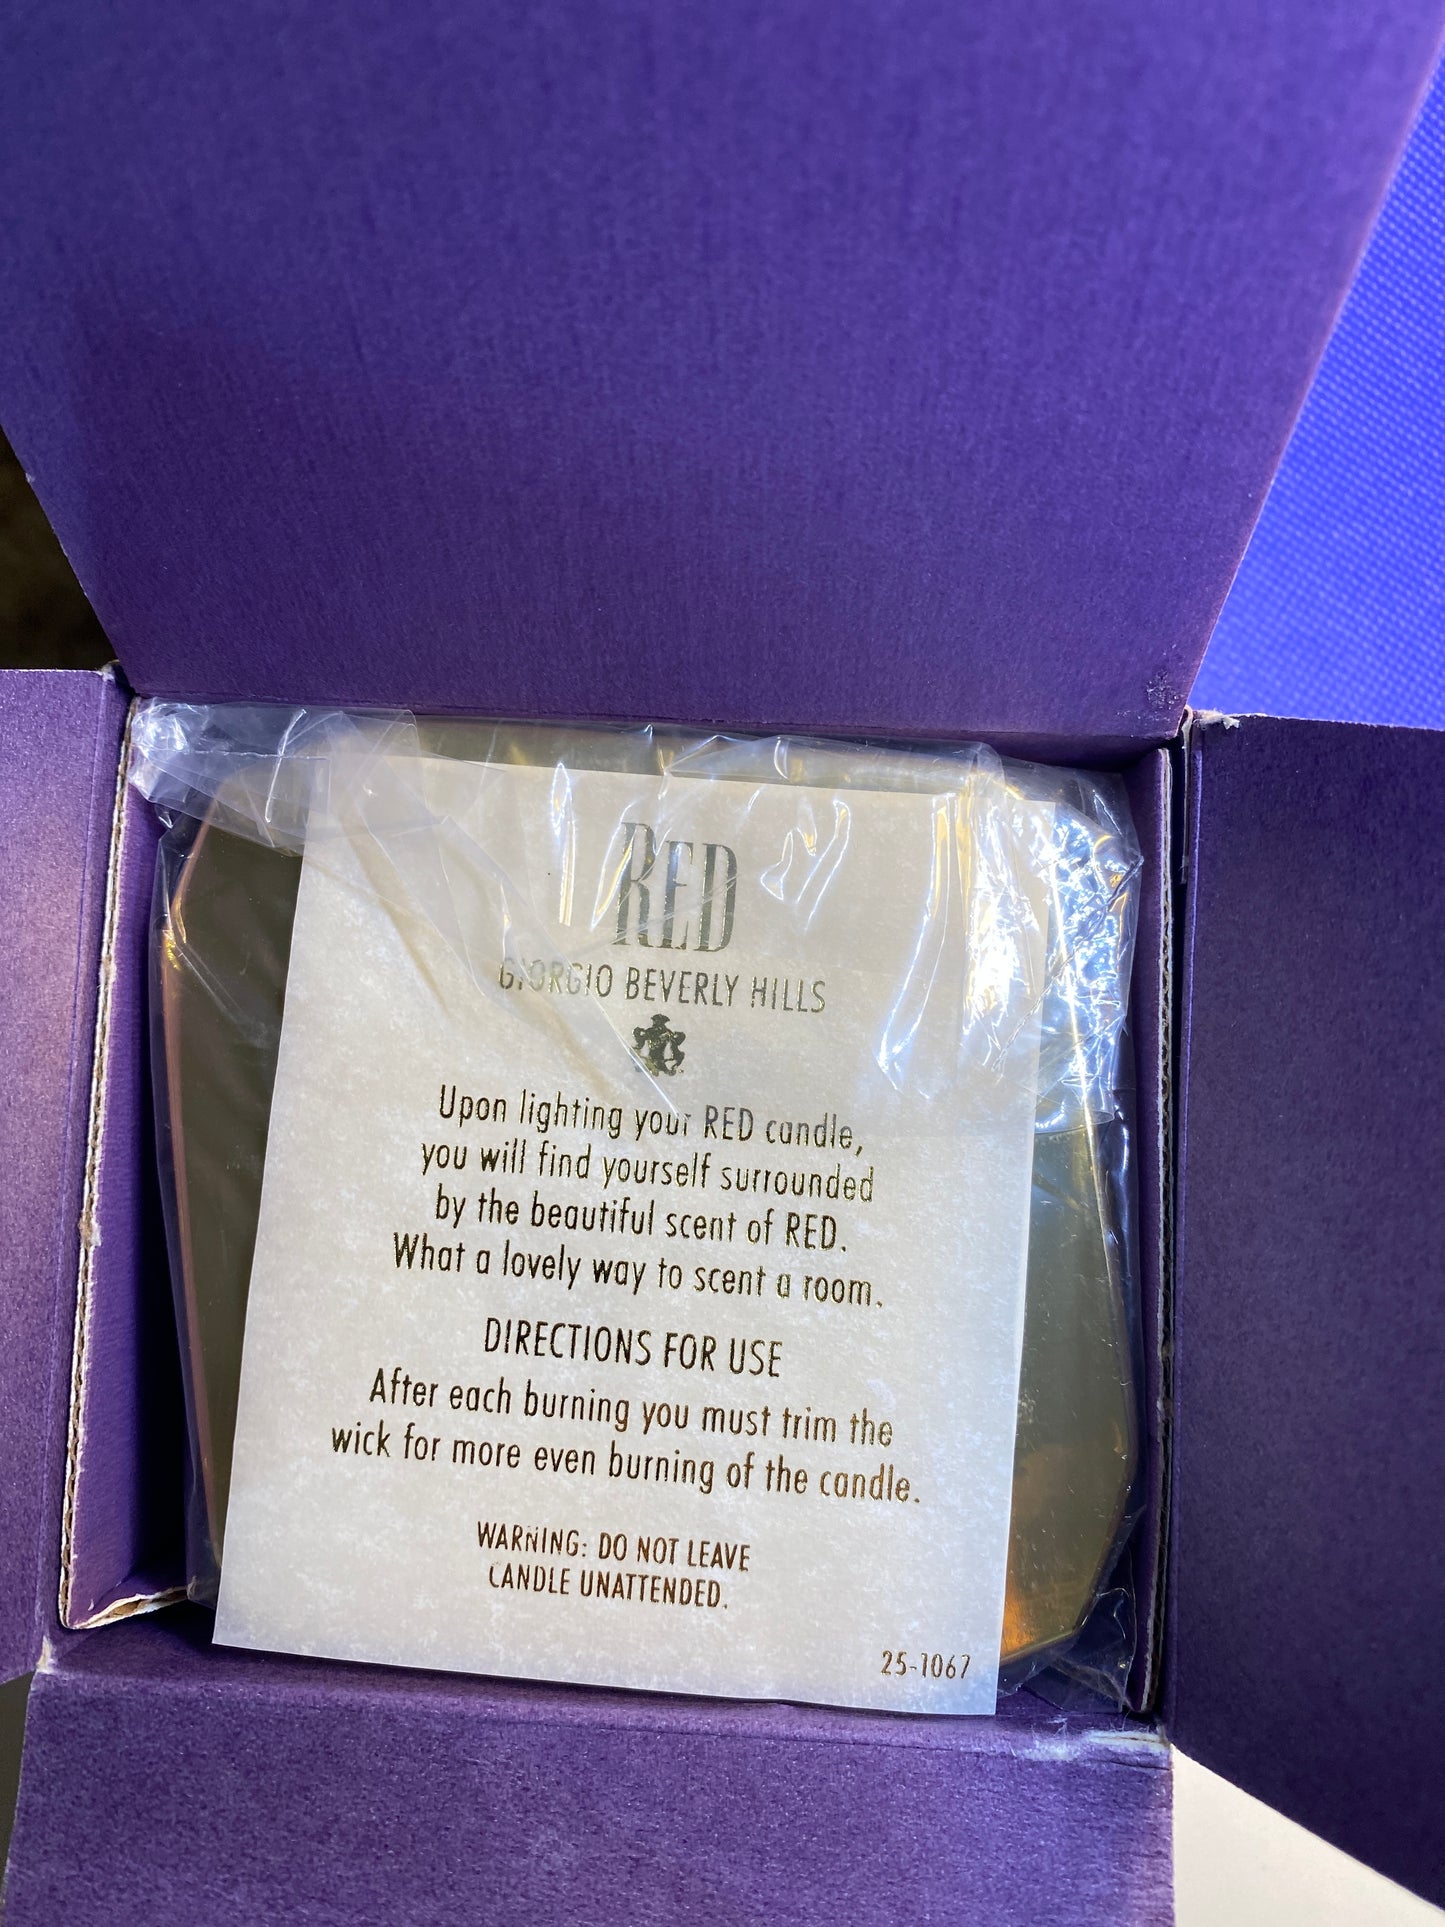 RED
GIORGIO BEVERLY HILLS
Upon lighting your RED candle,
you will find yourself surrounded
by the beautiful scent of RED.
What a lovely way to scent a room.
DIRECTIONS FOR USE
After each burning you must trim the
wick for more even burning of the candle.
WARNING: DO NOT LEAVE
CANDLE UNATTENDED.
25-1067